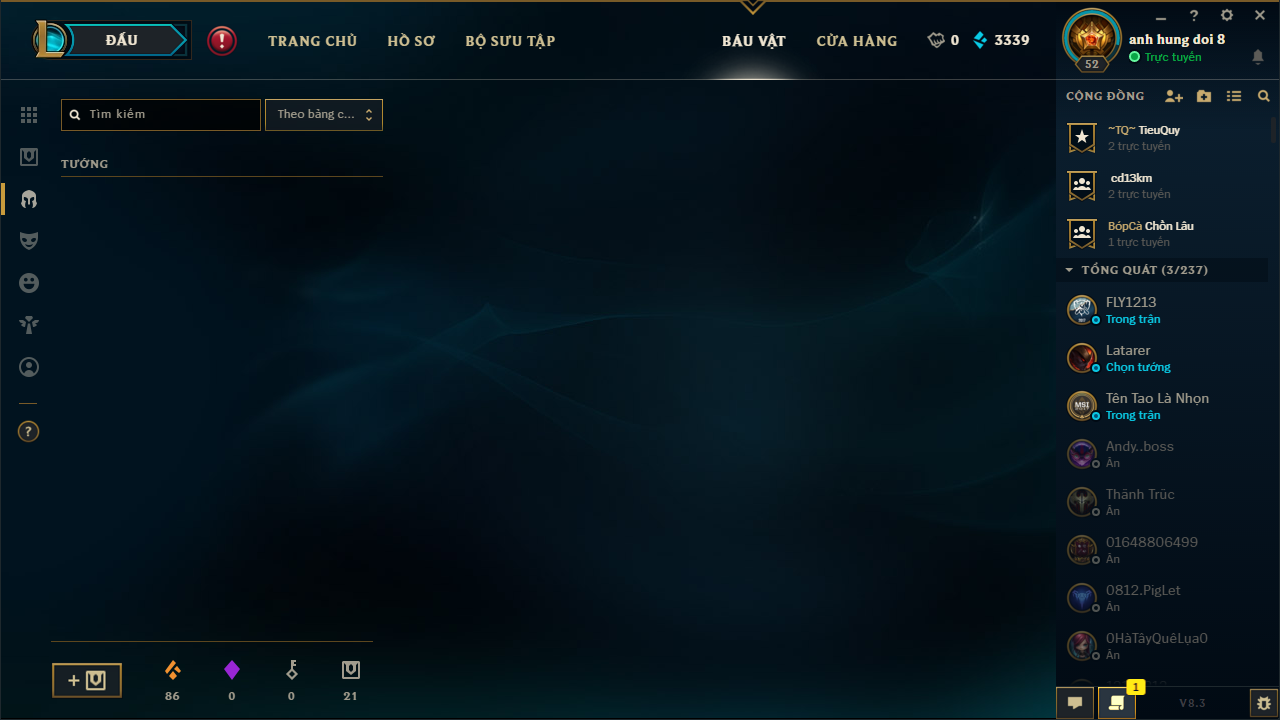 ĐẤU
TRANG CHỦ
HỒ SƠ
BỘ SƯU TẬP
BÁU VẬT
CỬA HÀNG
0
3339
52
anh hung doi 8
Trực tuyến
Tìm kiếm
Theo bảng c...
TƯỚNG
CỘNG ĐỒNG
~TQ~ TieuQuy
2 trực tuyến
cd13km
2 trực tuyến
BópCà Chồn Lâu
1 trực tuyến
TỔNG QUÁT (3/237)
FLY1213
Trong trận
Latarer
Chọn tướng
Tên Tao Là Nhọn
Trong trận
Andy..boss
Ẩn
Thãnh Trũc
Ẩn
01648806499
Ẩn
0812.PigLet
Ẩn
0HàTâyQuêLụa0
Ẩn
86
0
0
21
1
V8.3